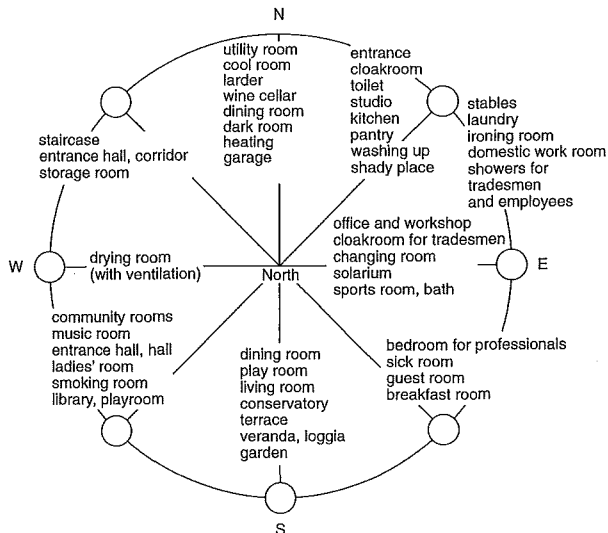 N
utility room
cool room
larder
wine cellar
dining room
dark room
heating
garage
entrance
cloakroom
toilet
studio
kitchen
pantry
washing up
shady place
stables
laundry
ironing room
domestic work room
showers for
tradesmen
and employees
staircase
entrance hall, corridor
storage room
office and workshop
cloakroom for tradesmen
changing room
solarium
sports room, bath
W
drying room
(with ventilation)
North
E
community rooms
music room
entrance hall, hall
ladies' room
smoking room
library, playroom
dining room
play room
living room
conservatory
terrace
veranda, loggia
garden
bedroom for professionals
sick room
guest room
breakfast room
S